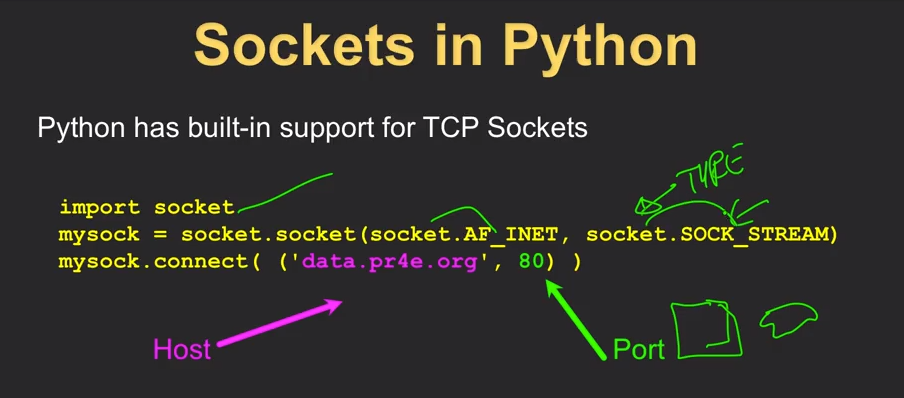 Sockets in Python
Python has built-in support for TCP Sockets
TYPE
import socket
mysock = socket.socket(socket.AF_INET, socket.SOCK_STREAM)
mysock.connect( ('data.pr4e.org', 80) )
Host
Port